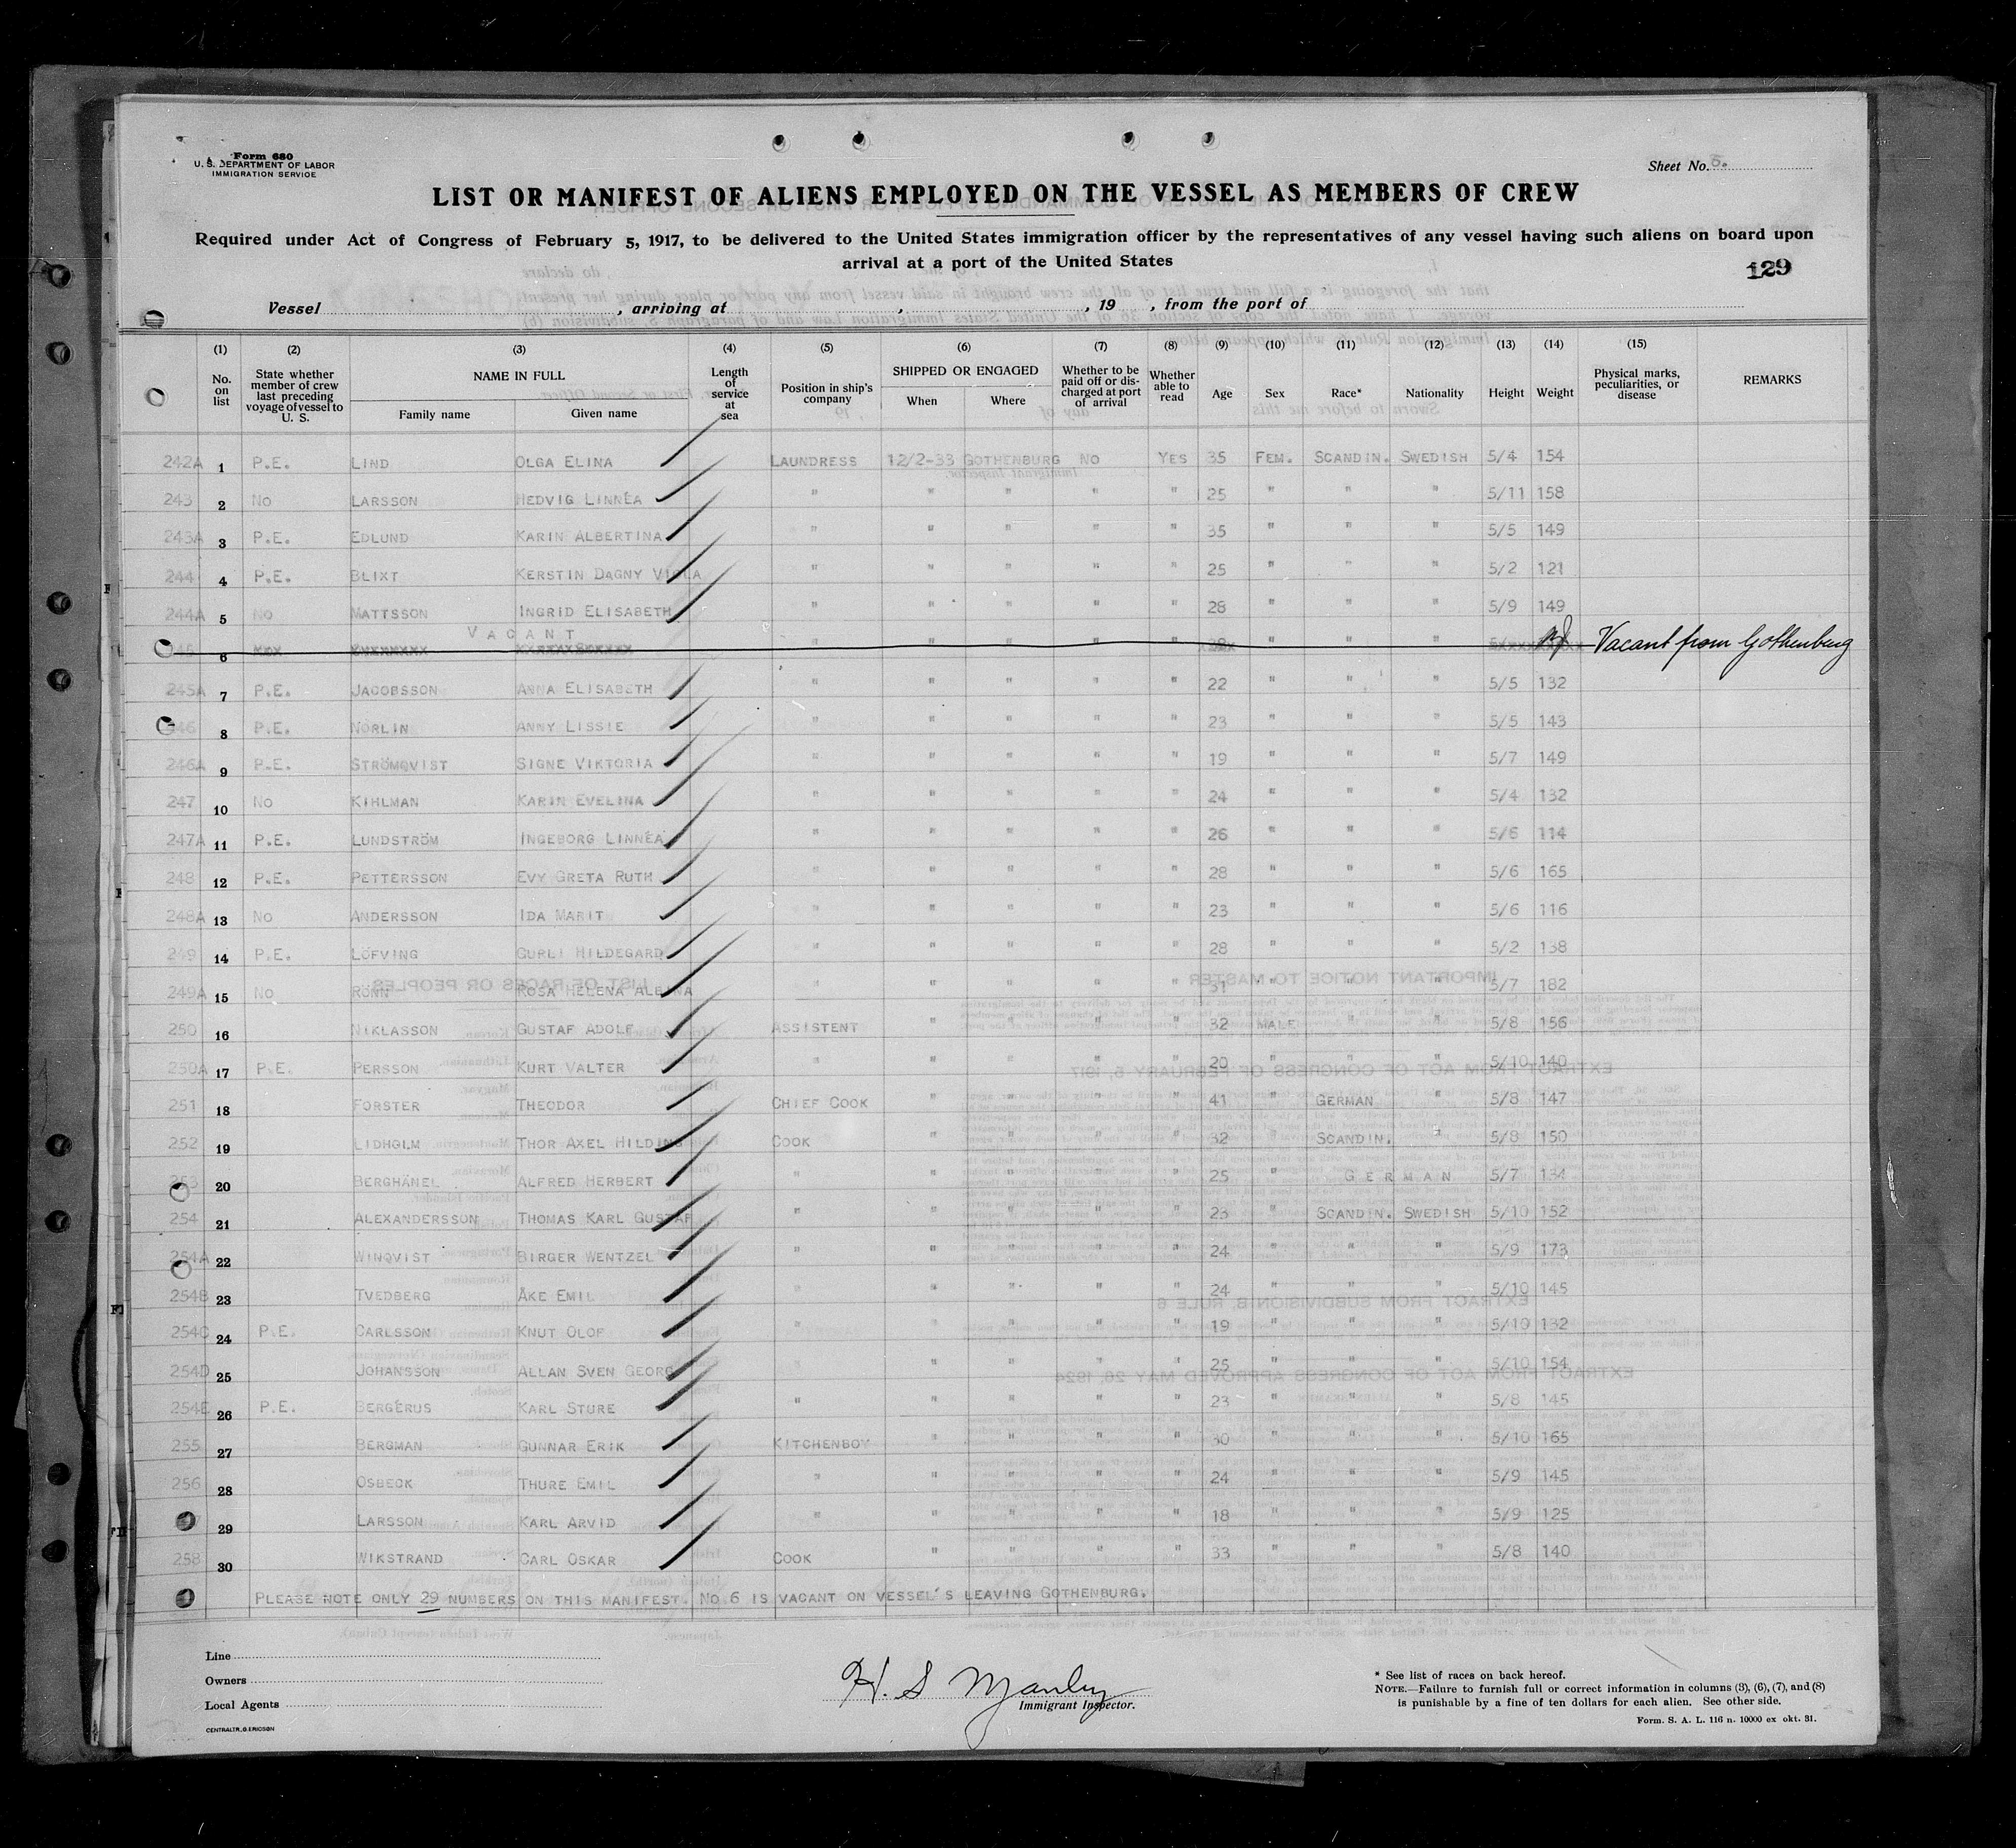 Form 680
U. S. DEPARTMENT OF LABOR
IMMIGRATION SERVICE
Sheet No. 5.
LIST OR MANIFEST OF ALIENS EMPLOYED ON THE VESSEL AS MEMBERS OF CREW
Required under Act of Congress of February 5, 1917, to be delivered to the United States immigration officer by the representatives of any vessel having such aliens on board upon
arrival at a port of the United States
129
Vessel , arriving at , , 19 , from the port of
(1) (2) (3) (4) (5) (6) (7) (8) (9) (10) (11) (12) (13) (14) (15)
No. on list State whether member of crew last preceding voyage of vessel to U. S. NAME IN FULL Family name Given name Length of service at sea Position in ship's company SHIPPED OR ENGAGED When Where Whether to be paid off or discharged at port of arrival Whether able to read Age Sex Race* Nationality Height Weight Physical marks, peculiarities, or disease REMARKS
242A 1 P.E. LIND OLGA ELINA LAUNDRESS 12/2-33 GOTHENBURG NO YES 35 FEM. SCANDIN. SWEDISH 5/4 154
243 2 NO LARSSON HEDVIG LINNÉA " " " " " 25 " " " 5/11 158
243A 3 P.E. EDLUND KARIN ALBERTINA " " " " " 35 " " " 5/5 149
244 4 P.E. BLIXT KERSTIN DAGNY VIOLA " " " " " 25 " " " 5/2 121
244A 5 NO MATTSSON INGRID ELISABETH " " " " " 28 " " " 5/9 149
245 6 VACANT " " " " " " " " Vacant from Gothenburg
245A 7 P.E. JACOBSSON ANNA ELISABETH " " " " " 22 " " " 5/5 132
246 8 P.E. NORLIN ANNY LISSIE " " " " " 23 " " " 5/5 143
246A 9 P.E. STRÖMQVIST SIGNE VIKTORIA " " " " " 19 " " " 5/7 149
247 10 NO KIHLMAN KARIN EVELINA " " " " " 24 " " " 5/4 132
247A 11 P.E. LUNDSTRÖM INGEBORG LINNÉA " " " " " 26 " " " 5/6 114
248 12 P.E. PETTERSSON EVY GRETA RUTH " " " " " 28 " " " 5/6 165
248A 13 NO ANDERSSON IDA MARIT " " " " " 23 " " " 5/6 116
249 14 P.E. LÖFVING GURLI HILDEGARD " " " " " 28 " " " 5/2 138
249A 15 NO RÖNN ROSA HELENA ALBINA " " " " " 31 " " " 5/7 182
250 16 NIKLASSON GUSTAF ADOLF ASSISTENT " " " " 32 MALE " " 5/8 156
250A 17 P.E. PERSSON KURT VALTER " " " " " 20 " " " 5/10 140
251 18 FORSTER THEODOR CHIEF COOK " " " " 41 " GERMAN " 5/8 147
252 19 LIDHOLM THOR AXEL HILDING COOK " " " " 32 " SCANDIN. " 5/8 150
253 20 BERGHÄNEL ALFRED HERBERT " " " " " 25 " GERMAN 5/7 134
254 21 ALEXANDERSSON THOMAS KARL GUSTAF " " " " " 23 " SCANDIN. SWEDISH 5/10 152
254A 22 WINQVIST BIRGER WENTZEL " " " " " 24 " " " 5/9 173
254B 23 TVEDBERG ÅKE EMIL " " " " " 24 " " " 5/10 145
254C 24 P.E. CARLSSON KNUT OLOF " " " " " 19 " " " 5/10 132
254D 25 JOHANSSON ALLAN SVEN GEORG " " " " " 25 " " " 5/10 154
254E 26 P.E. BERGÉRUS KARL STURE " " " " " 23 " " " 5/8 145
255 27 BERGMAN GUNNAR ERIK KITCHENBOY " " " " 30 " " " 5/10 165
256 28 OSBECK THURE EMIL " " " " " 24 " " " 5/9 145
29 LARSSON KARL ARVID " " " " " 18 " " " 5/9 125
258 30 WIKSTRAND CARL OSKAR COOK " " " " 33 " " " 5/8 140
PLEASE NOTE ONLY 29 NUMBERS ON THIS MANIFEST. NO 6 IS VACANT ON VESSEL'S LEAVING GOTHENBURG.
Line
Owners
Local Agents
CENTRALTR. G. ERICSON
H. S Manley
Immigrant Inspector.
* See list of races on back hereof.
NOTE.—Failure to furnish full or correct information in columns (3), (6), (7), and (8)
is punishable by a fine of ten dollars for each alien. See other side.
Form. S. A. L. 116 n. 10000 ex okt. 31.